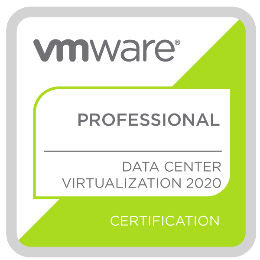 vmware®
PROFESSIONAL
DATA CENTER
VIRTUALIZATION 2020
CERTIFICATION